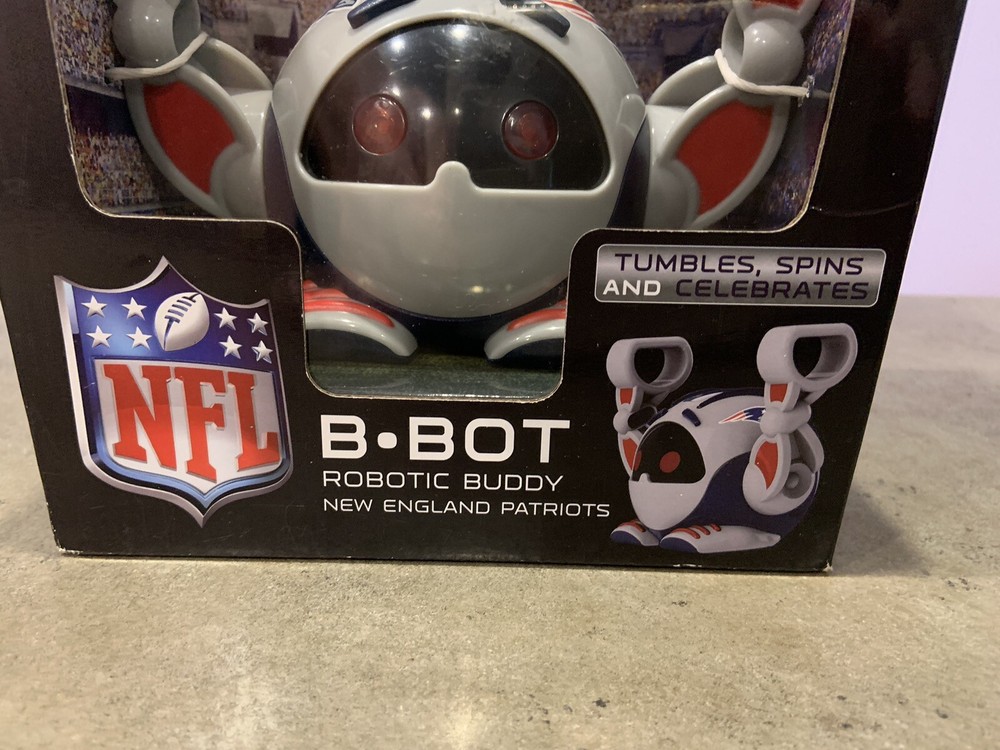 TUMBLES, SPINS
AND CELEBRATES
NFL
B•BOT
ROBOTIC BUDDY
NEW ENGLAND PATRIOTS